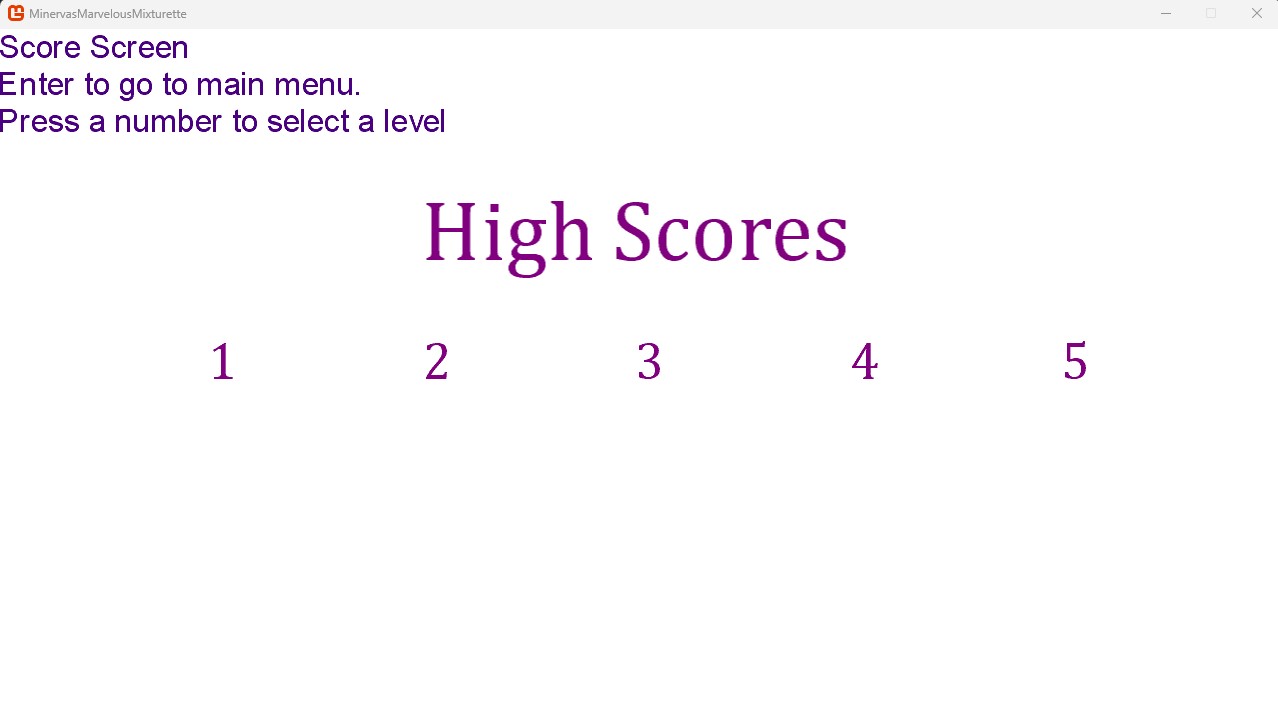 MinervasMarvelousMixturette
Score Screen
Enter to go to main menu.
Press a number to select a level
High Scores
1 2 3 4 5